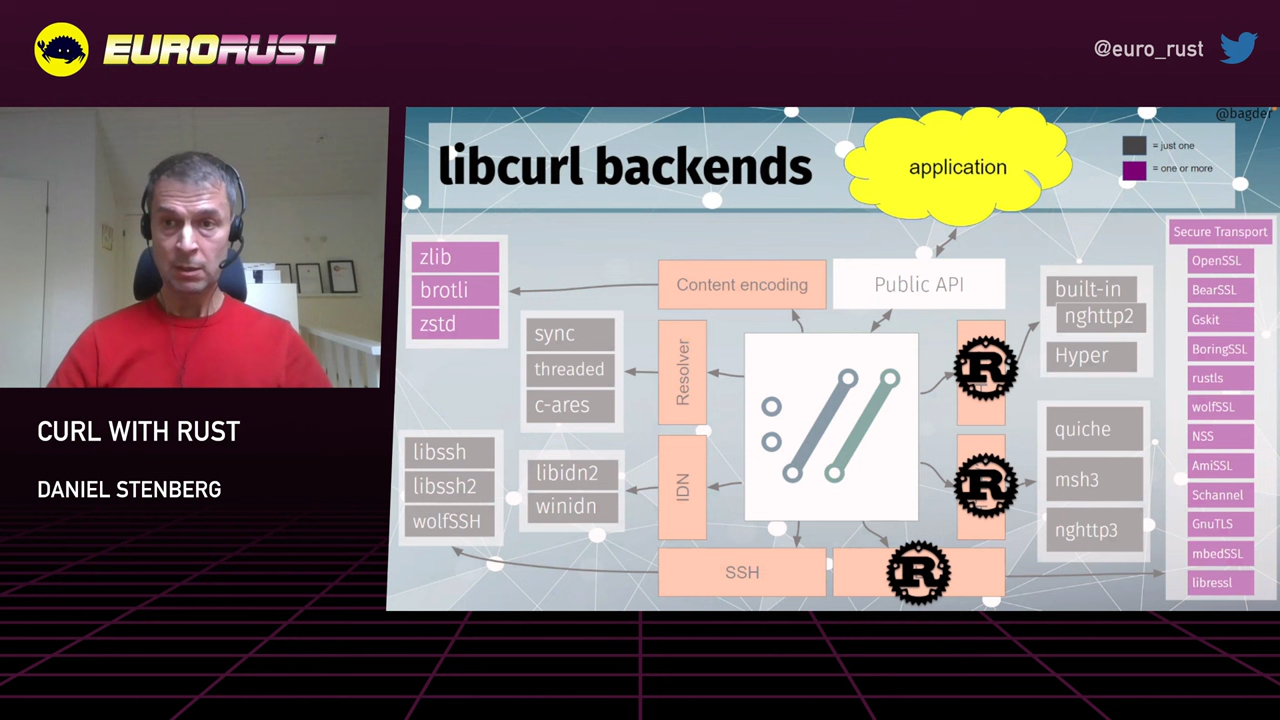 EURORUST
@euro_rust
@bagder
libcurl backends
application
= just one
= one or more
zlib
brotli
zstd
sync
threaded
c-ares
libssh
libssh2
wolfSSH
libidn2
winidn
Content encoding
Public API
Resolver
IDN
SSH
R
R
R
built-in
nghttp2
Hyper
quiche
msh3
nghttp3
Secure Transport
OpenSSL
BearSSL
Gskit
BoringSSL
rustls
wolfSSL
NSS
AmiSSL
Schannel
GnuTLS
mbedSSL
libressl
CURL WITH RUST
DANIEL STENBERG